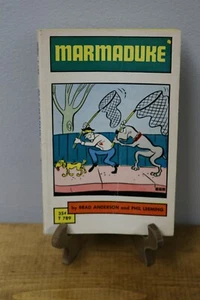 MARMADUKE
by BRAD ANDERSON and PHIL LEEMING
35¢
T 789